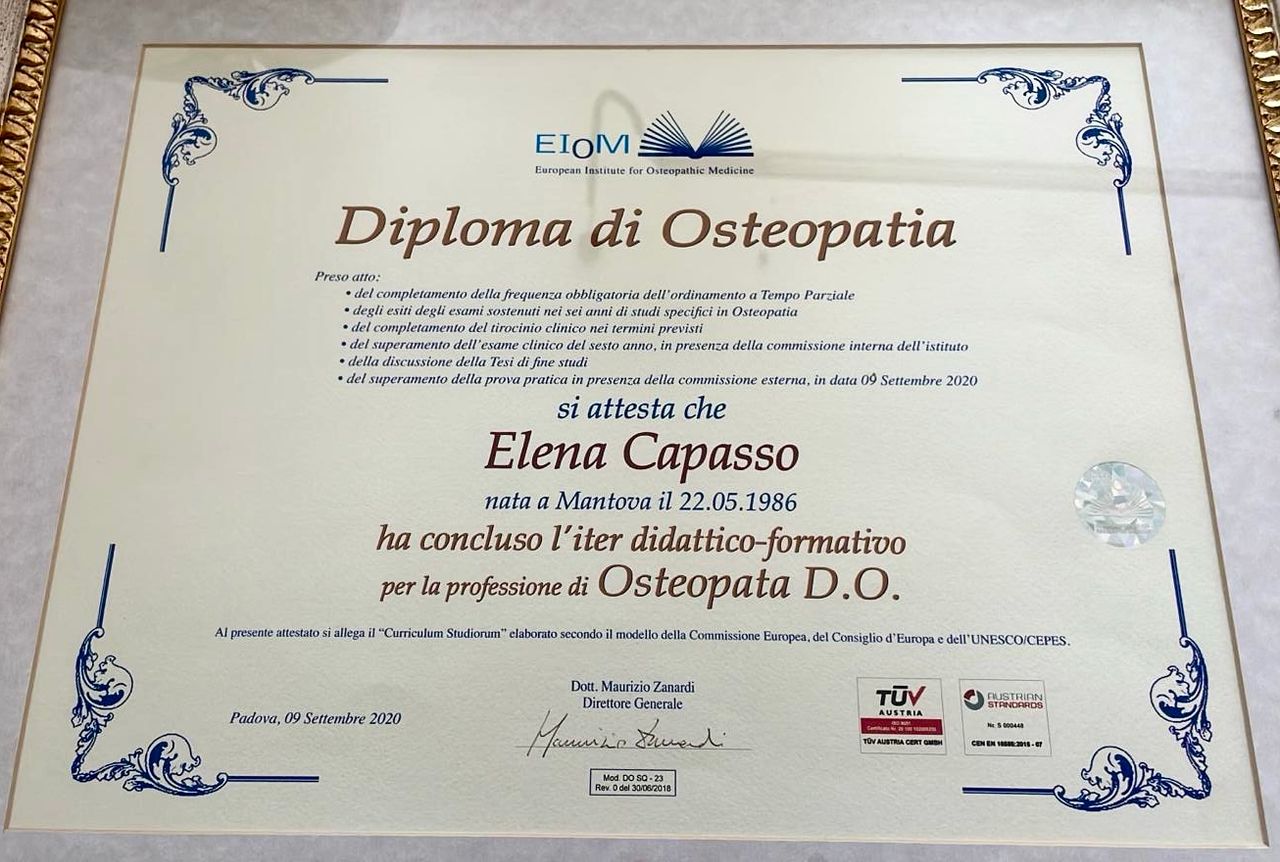 EIOM
European Institute for Osteopathic Medicine
Diploma di Osteopatia
Preso atto:
• del completamento della frequenza obbligatoria dell'ordinamento a Tempo Parziale
• degli esiti degli esami sostenuti nei sei anni di studi specifici in Osteopatia
• del completamento del tirocinio clinico nei termini previsti
• del superamento dell'esame clinico del sesto anno, in presenza della commissione interna dell'istituto
• della discussione della Tesi di fine studi
• del superamento della prova pratica in presenza della commissione esterna, in data 09 Settembre 2020
si attesta che
Elena Capasso
nata a Mantova il 22.05.1986
ha concluso l'iter didattico-formativo
per la professione di Osteopata D.O.
Al presente attestato si allega il "Curriculum Studiorum" elaborato secondo il modello della Commissione Europea, del Consiglio d'Europa e dell'UNESCO/CEPES.
Dott. Maurizio Zanardi
Direttore Generale
Padova, 09 Settembre 2020
Maurizio Zanardi
Mod. DO SQ - 23
Rev. 0 del 30/06/2018
TÜV
AUSTRIA
ISO 9001
TÜV AUSTRIA CERT GMBH
AUSTRIAN
STANDARDS
Nr. S 000448